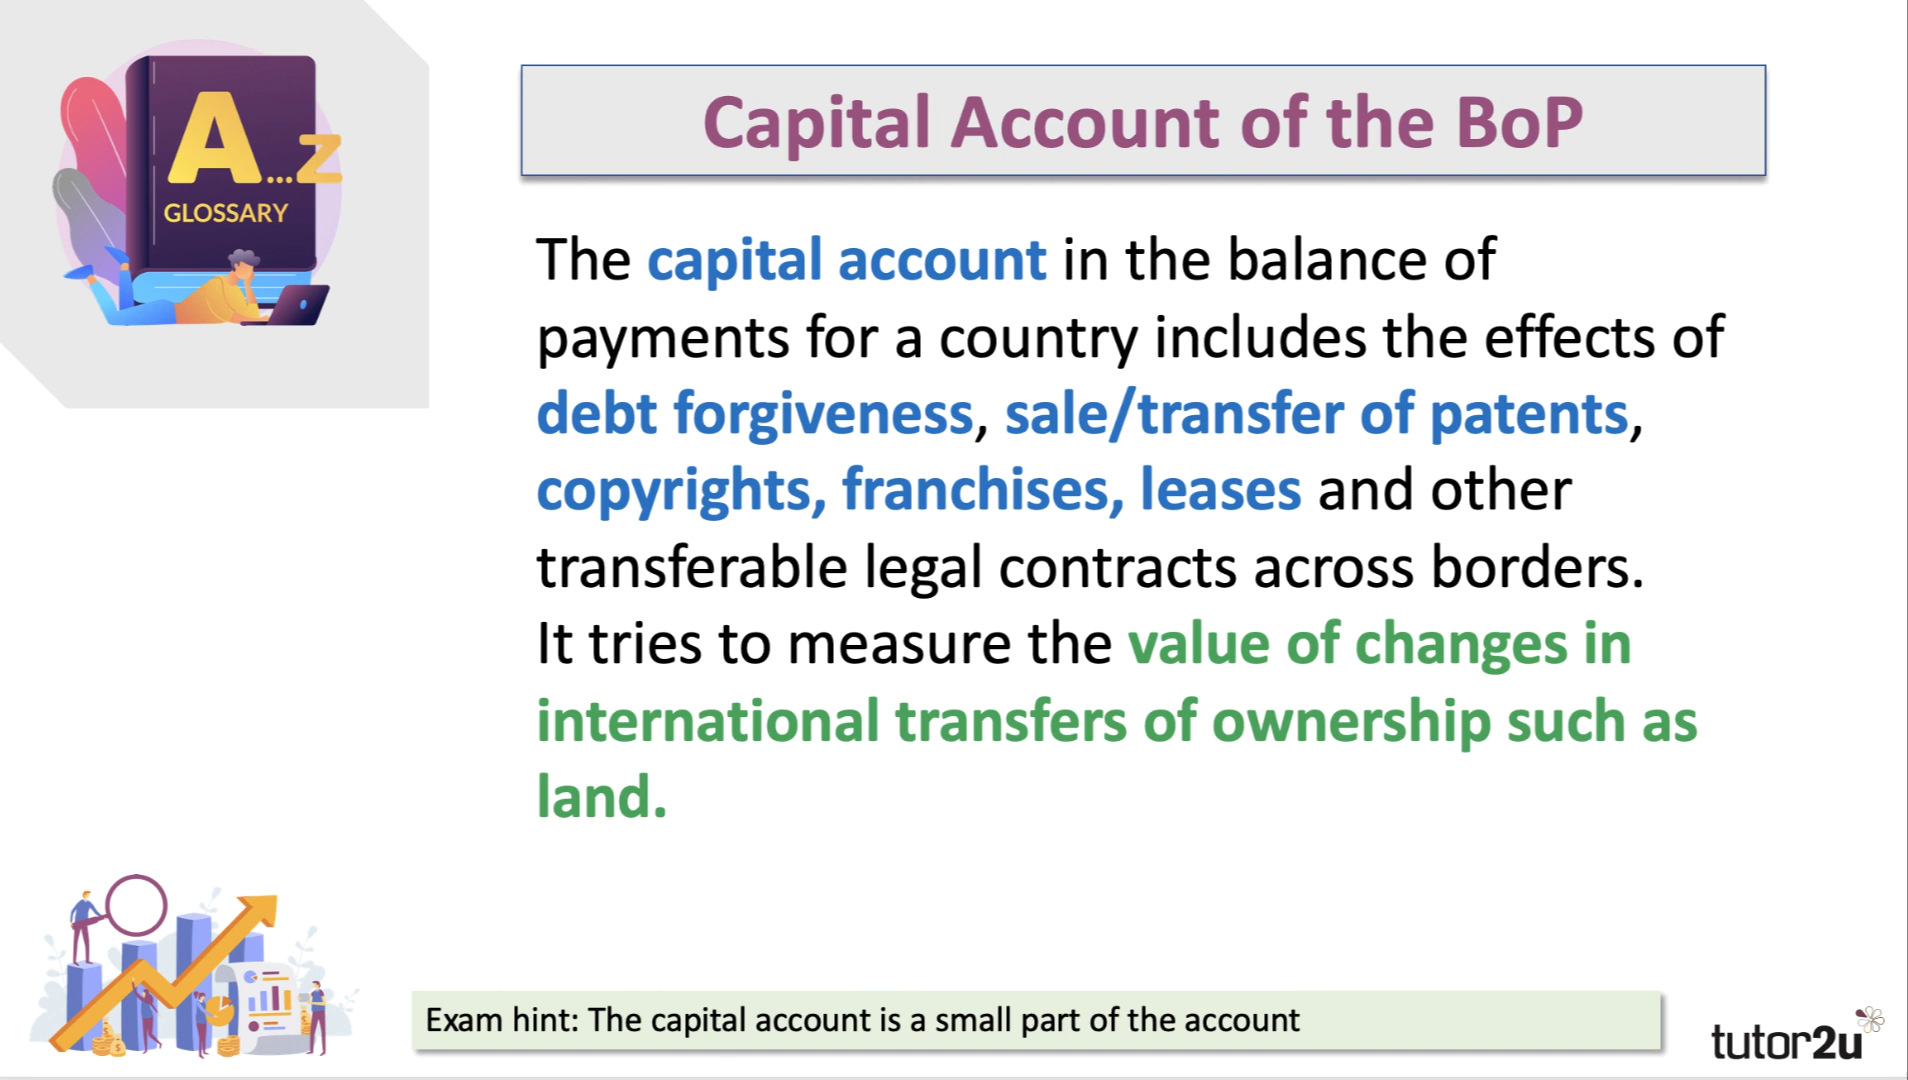 A...Z
GLOSSARY
Capital Account of the BoP
The capital account in the balance of
payments for a country includes the effects of
debt forgiveness, sale/transfer of patents,
copyrights, franchises, leases and other
transferable legal contracts across borders.
It tries to measure the value of changes in
international transfers of ownership such as
land.
Exam hint: The capital account is a small part of the account
tutor2u